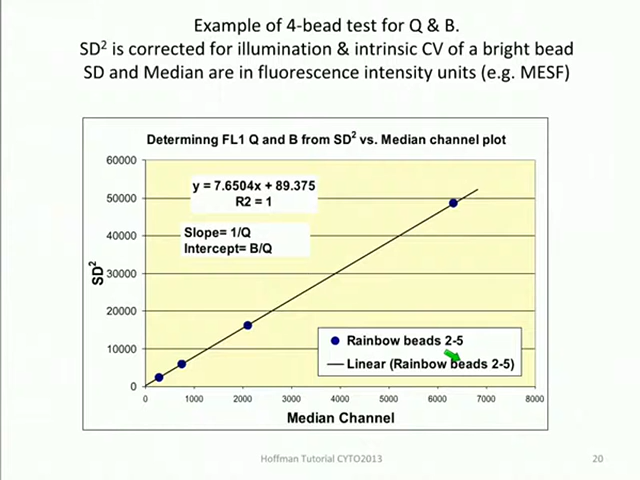 Example of 4-bead test for Q & B.
SD² is corrected for illumination & intrinsic CV of a bright bead
SD and Median are in fluorescence intensity units (e.g. MESF)
Determinng FL1 Q and B from SD² vs. Median channel plot
60000
y = 7.6504x + 89.375
R2 = 1
50000
Slope= 1/Q
Intercept= B/Q
40000
SD²
30000
20000
10000
0
Rainbow beads 2-5
Linear (Rainbow beads 2-5)
0 1000 2000 3000 4000 5000 6000 7000 8000
Median Channel
Hoffman Tutorial CYTO2013
20